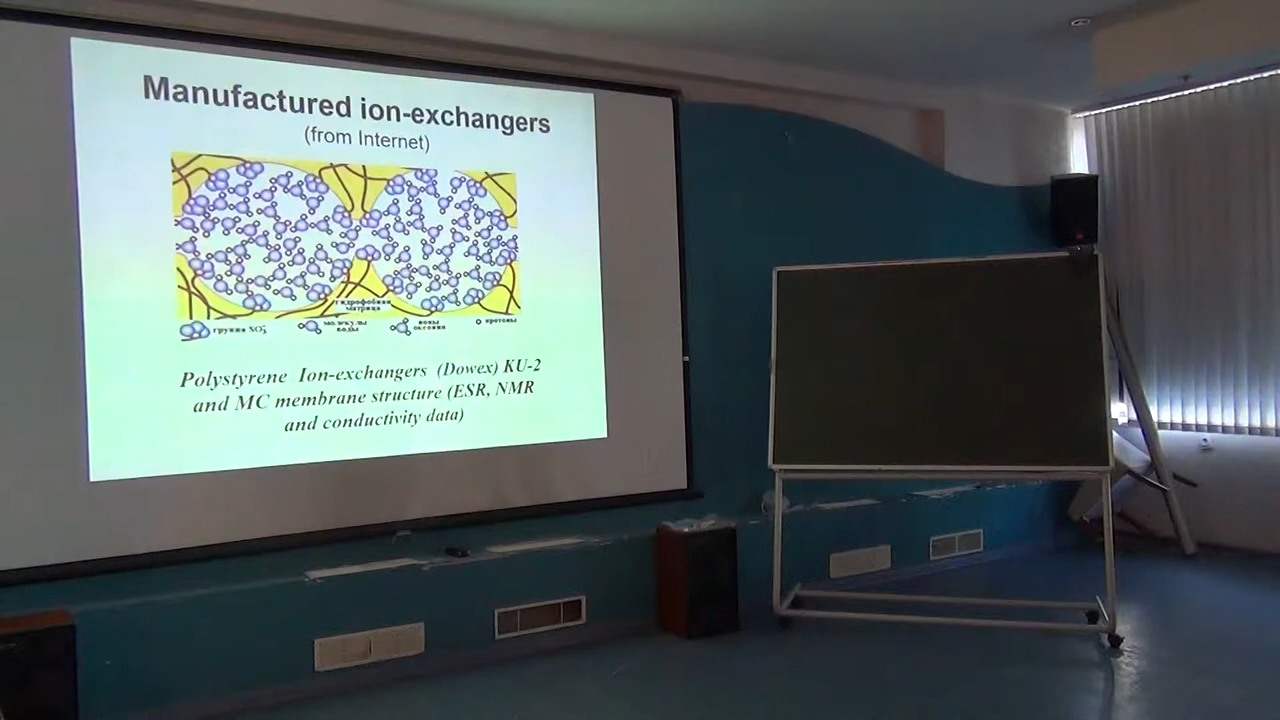 Manufactured ion-exchangers
(from Internet)
гидрофобная
матрица
группа SO₃⁻ молекулы воды ионы оксония протоны
Polystyrene Ion-exchangers (Dowex) KU-2
and MC membrane structure (ESR, NMR
and conductivity data)